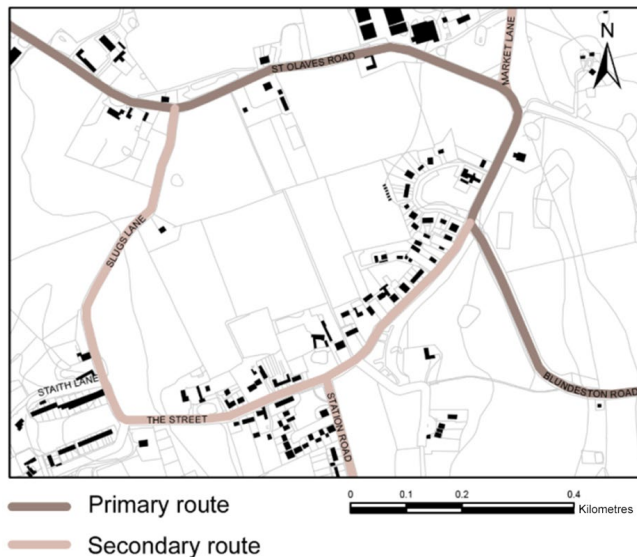 MARKET LANE
N
ST OLAVES ROAD
SLUGS LANE
STAITH LANE
BLUNDESTON ROAD
THE STREET
STATION ROAD
Primary route
Secondary route
0 0.1 0.2 0.4
Kilometres